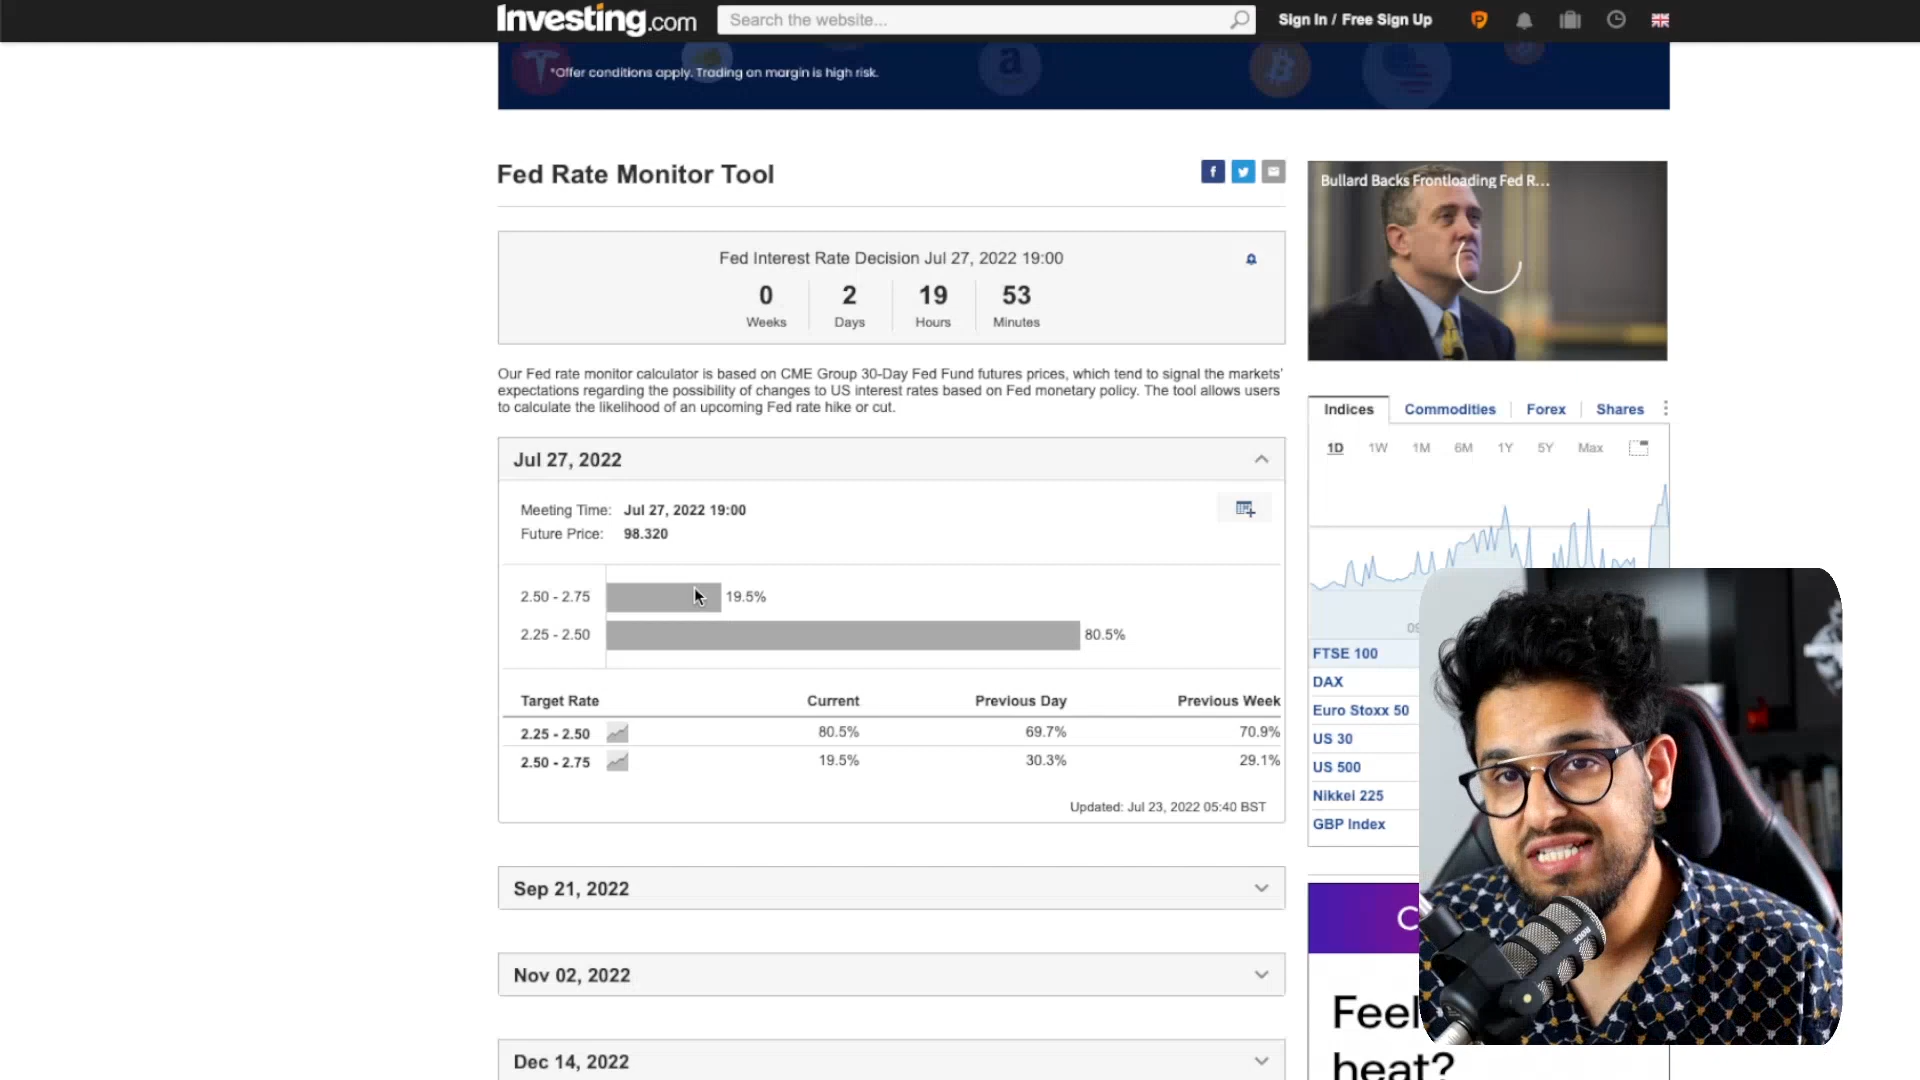 Investing.com
Search the website...
Sign In / Free Sign Up
*Offer conditions apply. Trading on margin is high risk.
Fed Rate Monitor Tool
Fed Interest Rate Decision Jul 27, 2022 19:00
0 2 19 53
Weeks Days Hours Minutes
Our Fed rate monitor calculator is based on CME Group 30-Day Fed Fund futures prices, which tend to signal the markets'
expectations regarding the possibility of changes to US interest rates based on Fed monetary policy. The tool allows users
to calculate the likelihood of an upcoming Fed rate hike or cut.
Jul 27, 2022
Meeting Time: Jul 27, 2022 19:00
Future Price: 98.320
2.50 - 2.75 19.5%
2.25 - 2.50 80.5%
Target Rate Current Previous Day Previous Week
2.25 - 2.50 80.5% 69.7% 70.9%
2.50 - 2.75 19.5% 30.3% 29.1%
Updated: Jul 23, 2022 05:40 BST
Sep 21, 2022
Nov 02, 2022
Dec 14, 2022
Bullard Backs Frontloading Fed R...
Indices Commodities Forex Shares
1D 1W 1M 6M 1Y 5Y Max
FTSE 100
DAX
Euro Stoxx 50
US 30
US 500
Nikkei 225
GBP Index
RODE
Feel
heat?